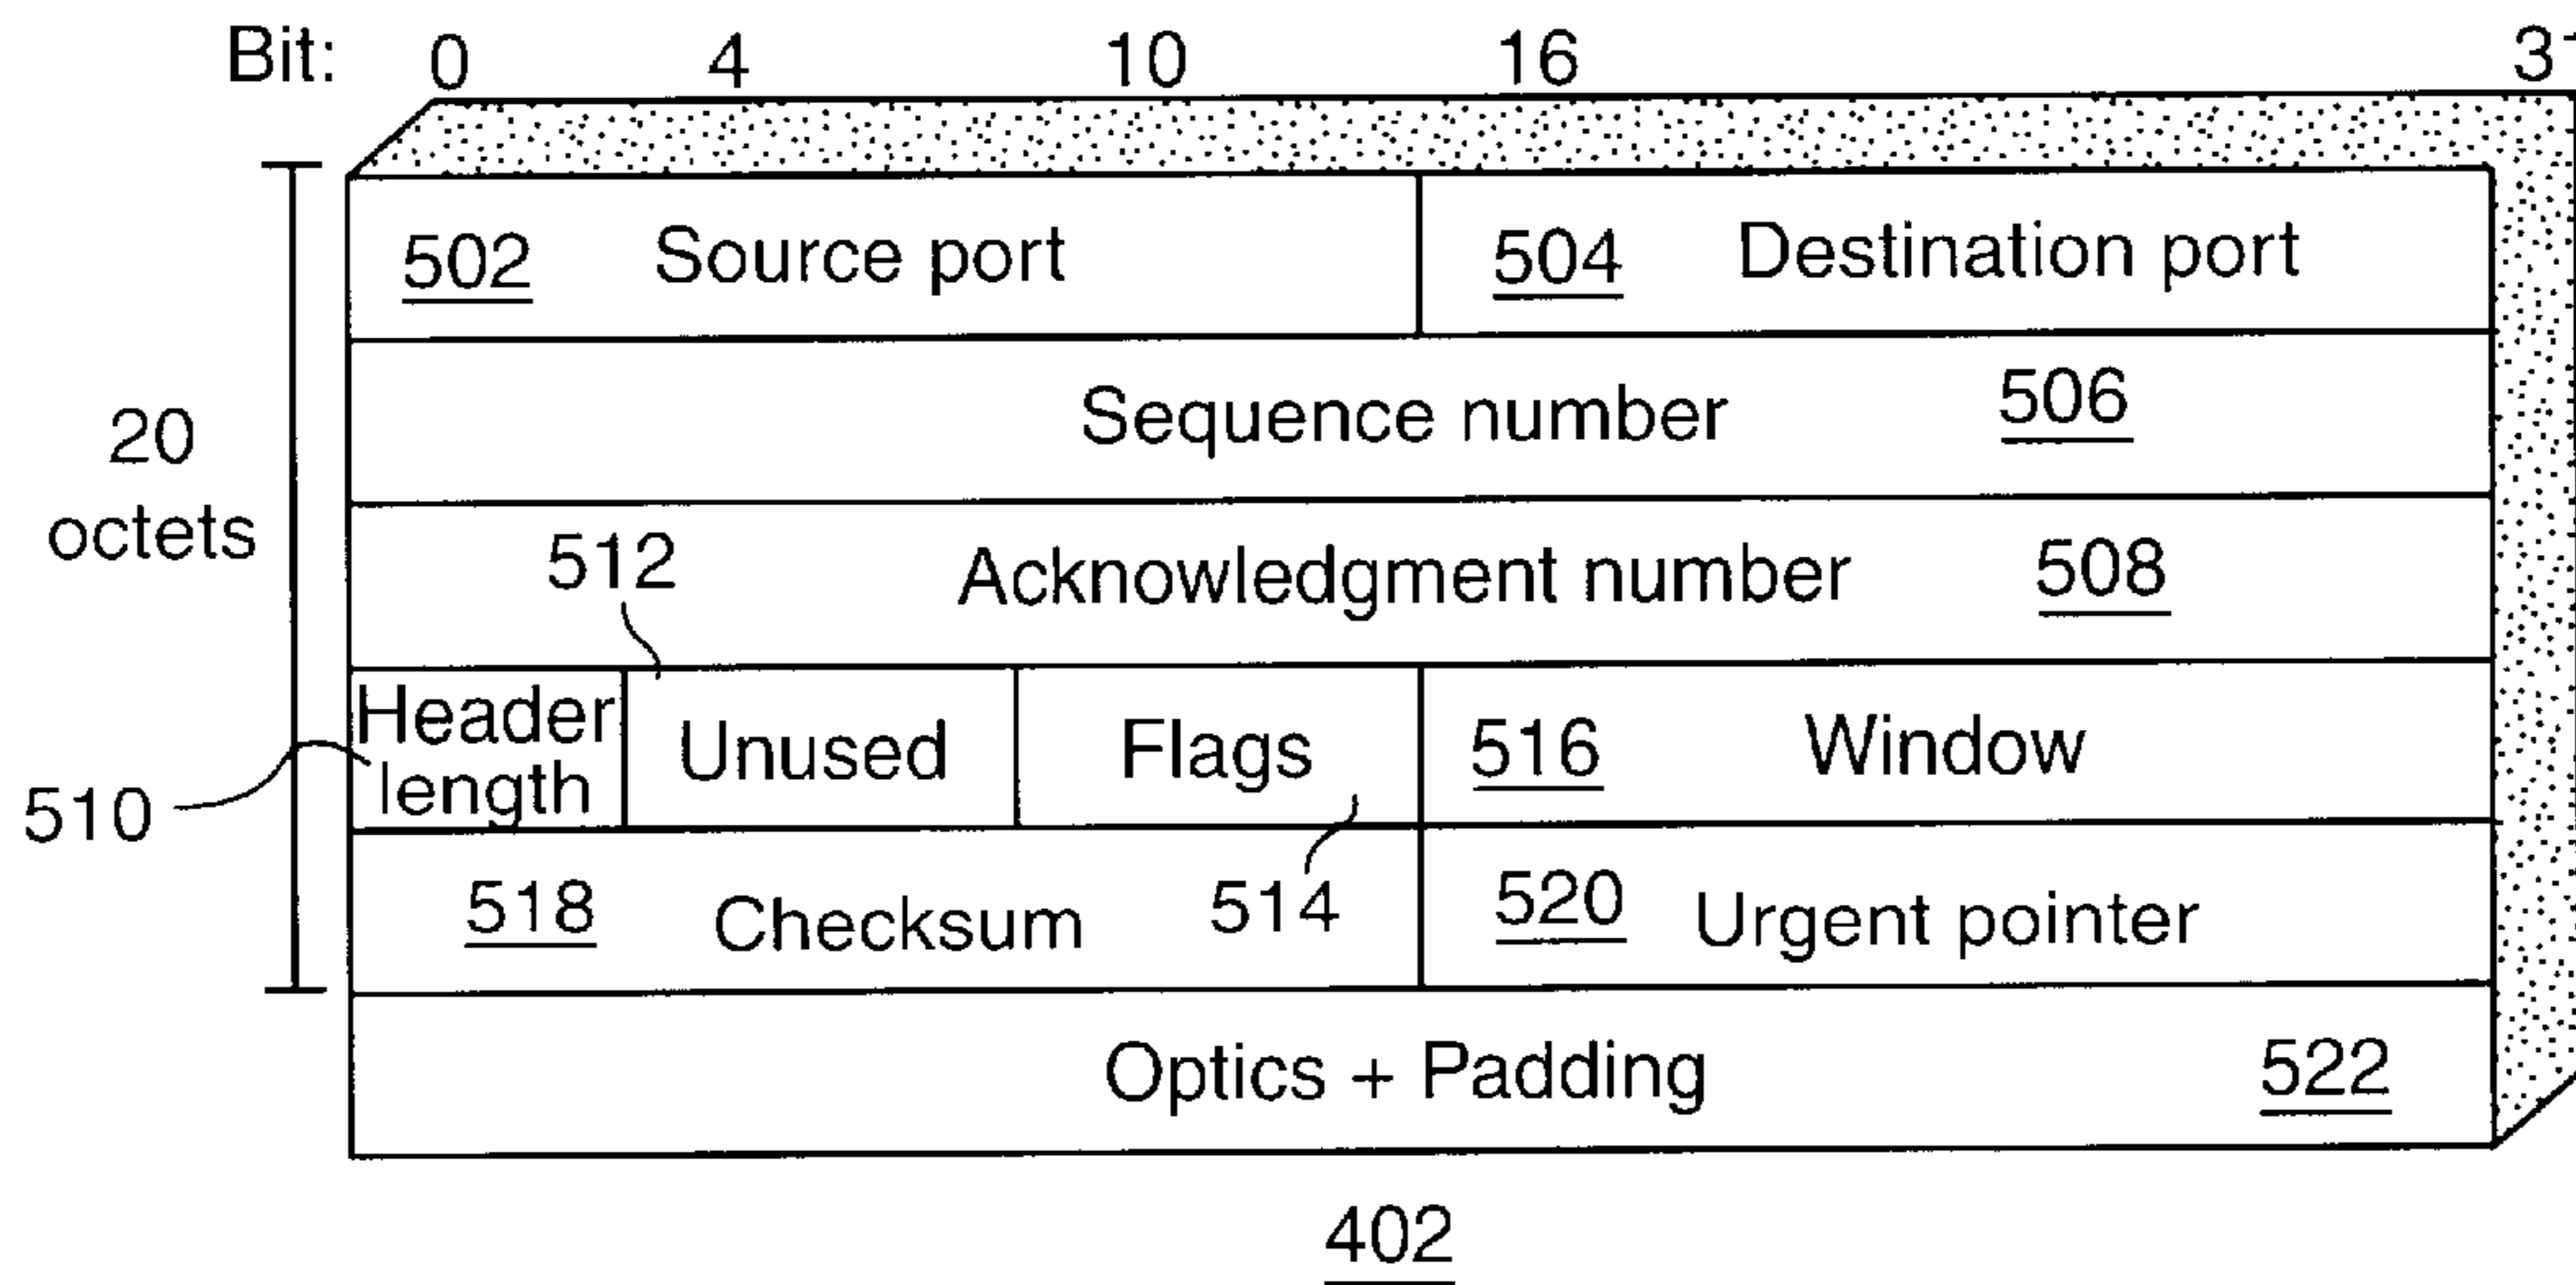 Bit: 0 4 10 16 31
502 Source port 504 Destination port
Sequence number 506
20
octets
512
Acknowledgment number 508
Header
length
Unused Flags 516 Window
510
518 Checksum 514 520 Urgent pointer
Optics + Padding 522
402